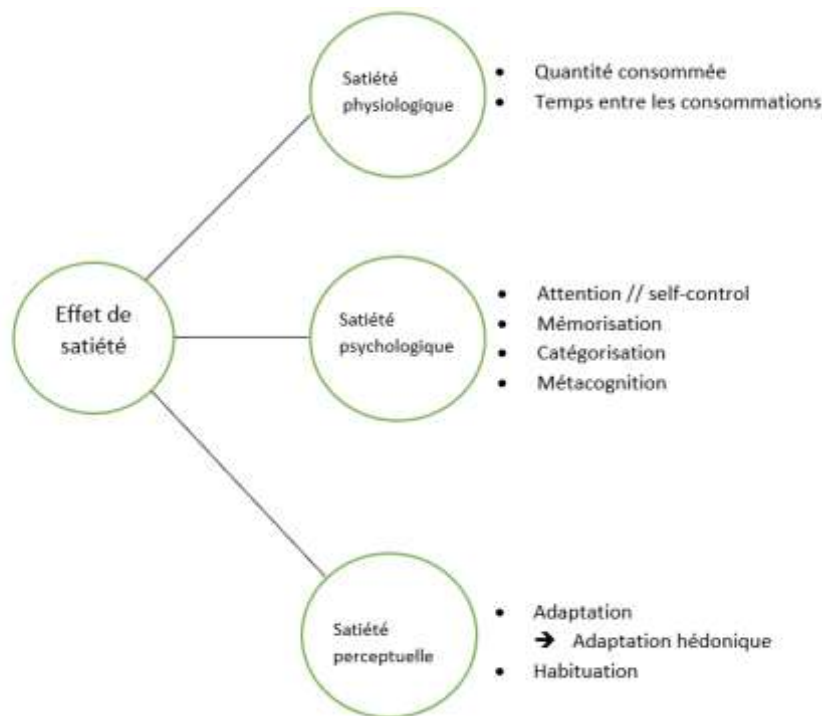 Satiété
physiologique
• Quantité consommée
• Temps entre les consommations
Effet de
satiété
Satiété
psychologique
• Attention // self-control
• Mémorisation
• Catégorisation
• Métacognition
Satiété
perceptuelle
• Adaptation
➔ Adaptation hédonique
• Habituation